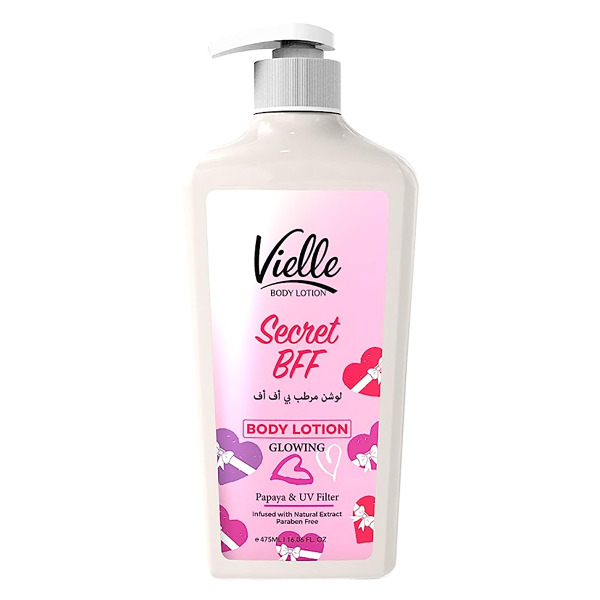 Vielle
BODY LOTION
Secret
BFF
لوشن مرطب بي أف أف
BODY LOTION
GLOWING
Papaya & UV Filter
Infused with Natural Extract
Paraben Free
e 475ML | 16.06 FL. OZ